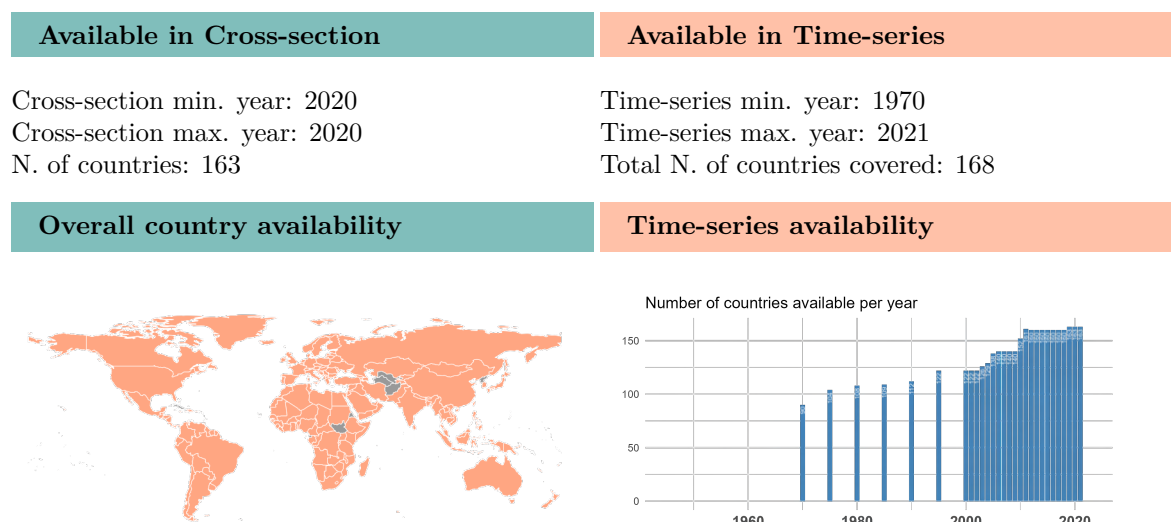 Available in Cross-section
Available in Time-series
Cross-section min. year: 2020
Cross-section max. year: 2020
N. of countries: 163
Time-series min. year: 1970
Time-series max. year: 2021
Total N. of countries covered: 168
Overall country availability
Time-series availability
Number of countries available per year
150
100
50
0
1960
1980
2000
2020